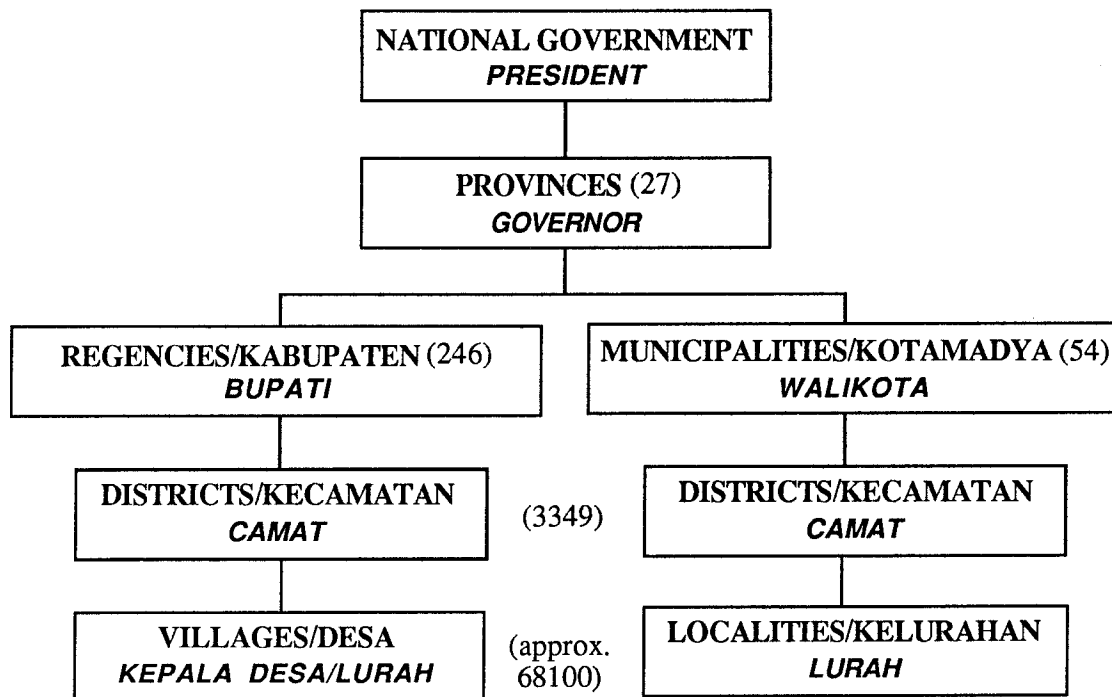 NATIONAL GOVERNMENT
PRESIDENT
PROVINCES (27)
GOVERNOR
REGENCIES/KABUPATEN (246)
BUPATI
MUNICIPALITIES/KOTAMADYA (54)
WALIKOTA
DISTRICTS/KECAMATAN
CAMAT
(3349)
DISTRICTS/KECAMATAN
CAMAT
VILLAGES/DESA
KEPALA DESA/LURAH
(approx.
68100)
LOCALITIES/KELURAHAN
LURAH